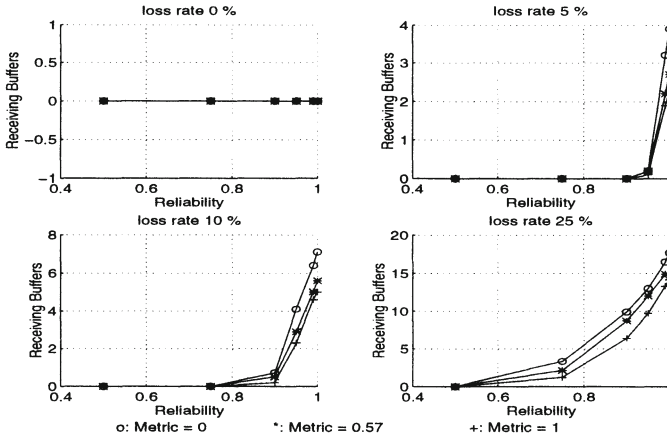 loss rate 0 %
1
0.5
0
−0.5
−1
Receiving Buffers
0.4
0.6
0.8
1
Reliability
loss rate 5 %
4
3
2
1
0
Receiving Buffers
0.4
0.6
0.8
Reliability
loss rate 10 %
8
6
4
2
0
Receiving Buffers
0.4
0.6
0.8
1
Reliability
loss rate 25 %
20
15
10
5
0
Receiving Buffers
0.4
0.6
0.8
Reliability
o: Metric = 0 *: Metric = 0.57 +: Metric = 1